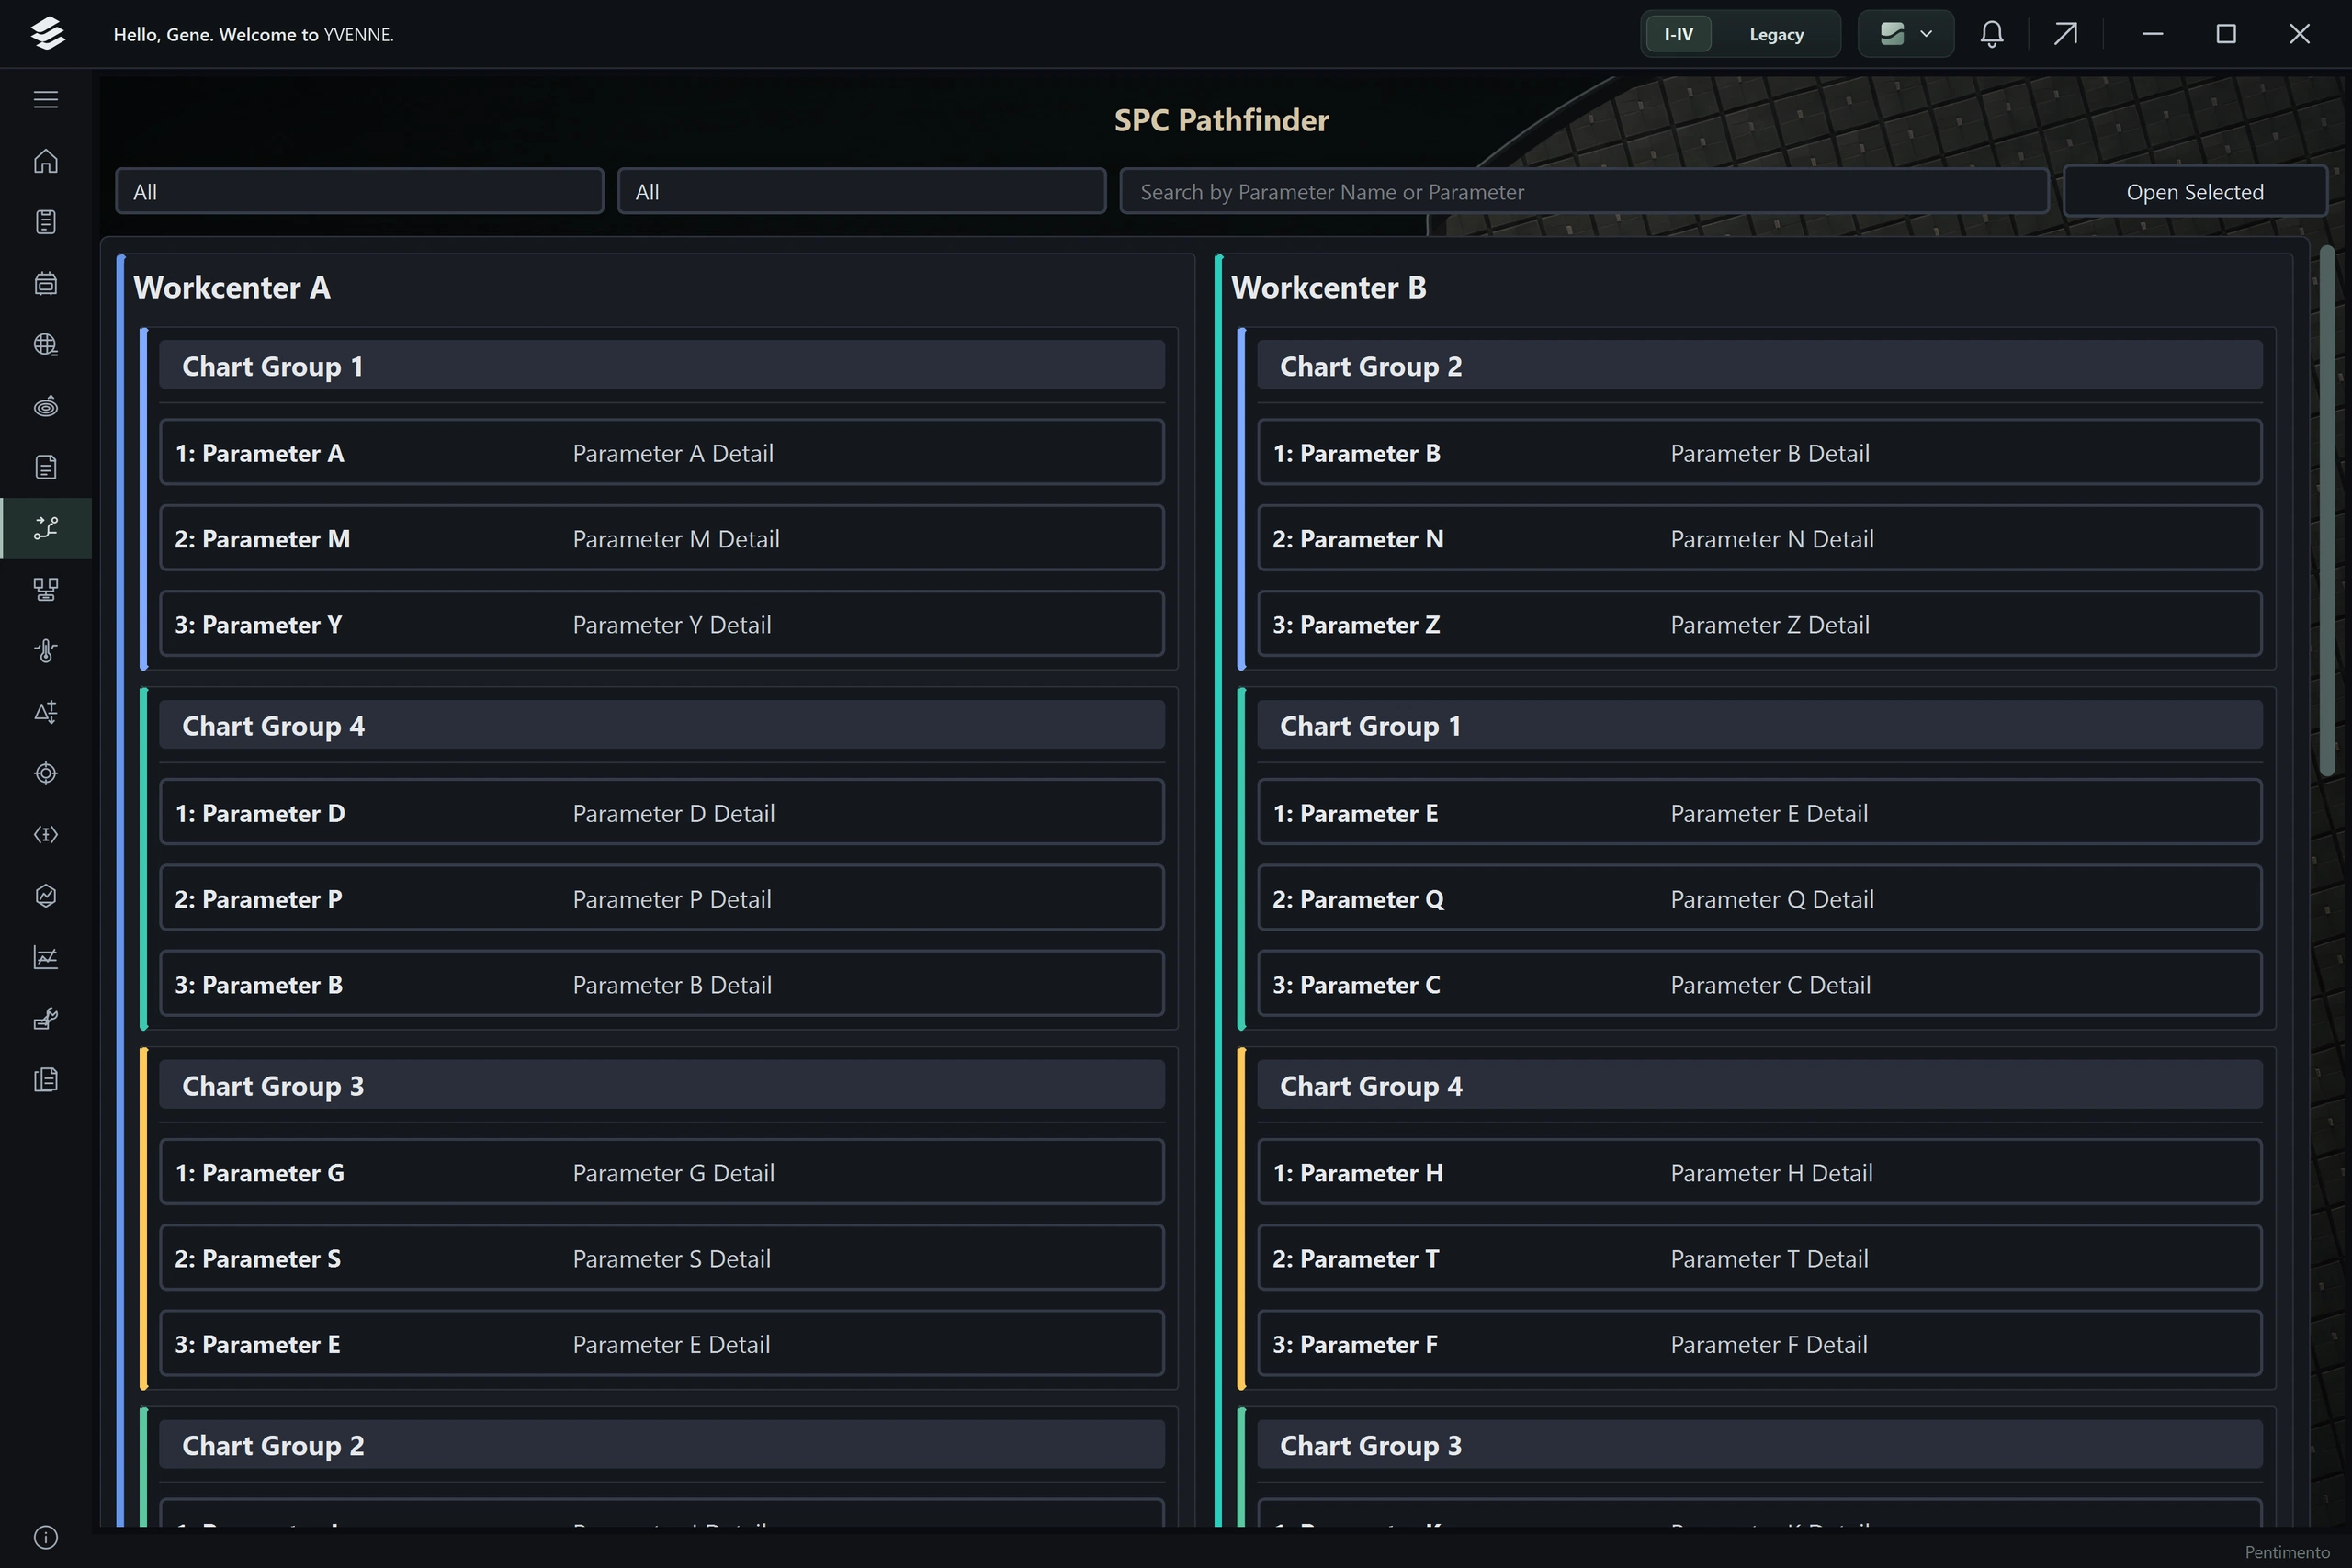 Hello, Gene. Welcome to YVENNE.
I-IV
Legacy
SPC Pathfinder
All
All
Search by Parameter Name or Parameter
Open Selected
Workcenter A
Chart Group 1
1: Parameter A Parameter A Detail
2: Parameter M Parameter M Detail
3: Parameter Y Parameter Y Detail
Chart Group 4
1: Parameter D Parameter D Detail
2: Parameter P Parameter P Detail
3: Parameter B Parameter B Detail
Chart Group 3
1: Parameter G Parameter G Detail
2: Parameter S Parameter S Detail
3: Parameter E Parameter E Detail
Chart Group 2
Workcenter B
Chart Group 2
1: Parameter B Parameter B Detail
2: Parameter N Parameter N Detail
3: Parameter Z Parameter Z Detail
Chart Group 1
1: Parameter E Parameter E Detail
2: Parameter Q Parameter Q Detail
3: Parameter C Parameter C Detail
Chart Group 4
1: Parameter H Parameter H Detail
2: Parameter T Parameter T Detail
3: Parameter F Parameter F Detail
Chart Group 3
Pentimento